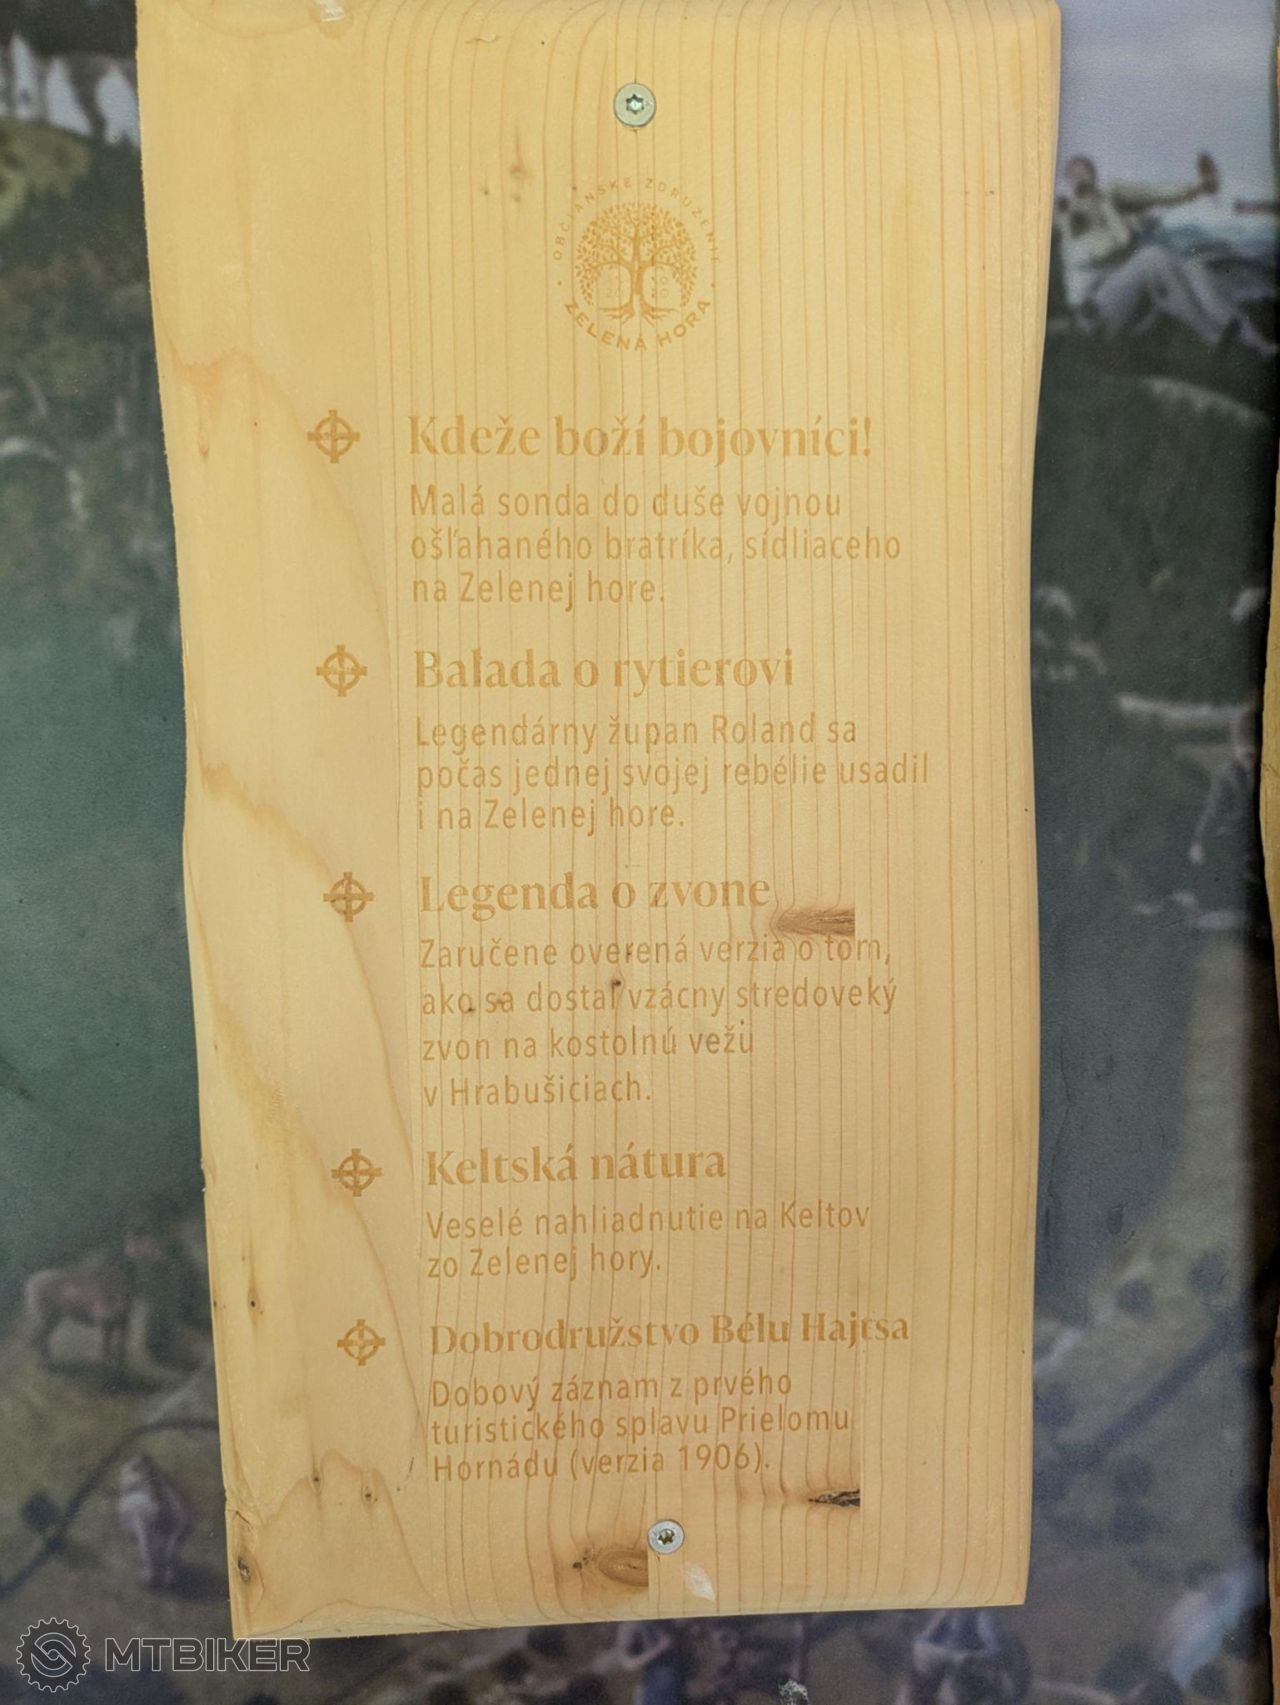 OBČIANSKE ZDRUŽENIE
ZELENÁ HORA
Kdeže boží bojovníci!
Malá sonda do duše vojnou
ošľahaného bratríka, sídliaceho
na Zelenej hore.
Balada o rytierovi
Legendárny župan Roland sa
počas jednej svojej rebélie usadil
i na Zelenej hore.
Legenda o zvone
Zaručene overená verzia o tom,
ako sa dostal vzácny stredoveký
zvon na kostolnú vežu
v Hrabušiciach.
Keltská nátura
Veselé nahliadnutie na Keltov
zo Zelenej hory.
Dobrodružstvo Bélu Hajtsa
Dobový záznam z prvého
turistického splavu Prielomu
Hornádu (verzia 1906).
MTBIKER